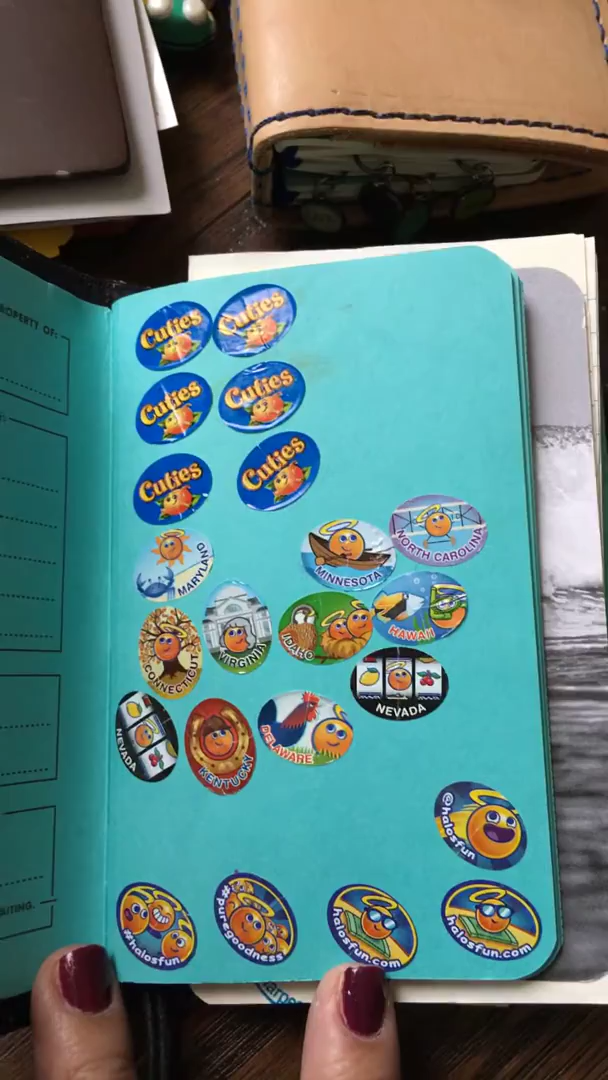 PROPERTY OF:
Cuties
Cuties
Cuties
Cuties
Cuties
Cuties
NORTH CAROLINA
MINNESOTA
MARYLAND
HAWAII
IDAHO
VIRGINIA
CONNECTICUT
NEVADA
NEVADA
DELAWARE
KENTUCKY
@halosfun
#halosfun
#puregoodness
halosfun.com
halosfun.com